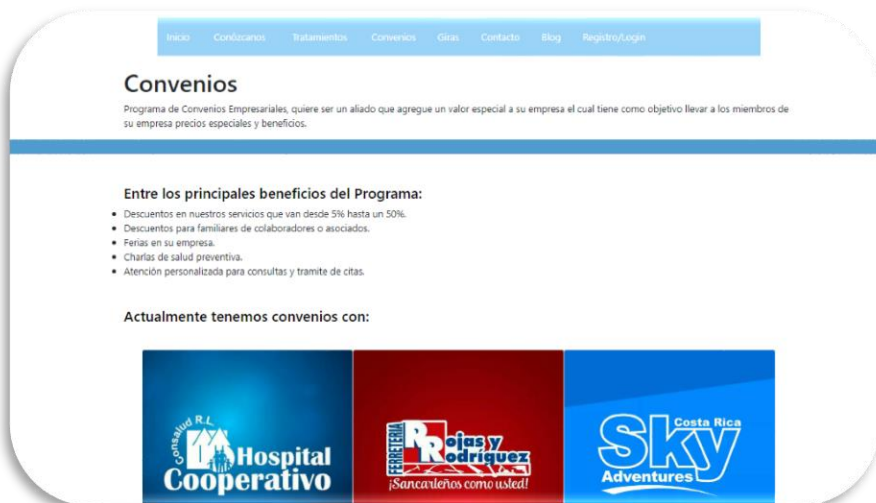 Inicio Conózcanos Tratamientos Convenios Giras Contacto Blog Registro/Login
Convenios
Programa de Convenios Empresariales, quiere ser un aliado que agregue un valor especial a su empresa el cual tiene como objetivo llevar a los miembros de
su empresa precios especiales y beneficios.
Entre los principales beneficios del Programa:
Descuentos en nuestros servicios que van desde 5% hasta un 50%.
Descuentos para familiares de colaboradores o asociados.
Ferias en su empresa.
Charlas de salud preventiva.
Atención personalizada para consultas y tramite de citas.
Actualmente tenemos convenios con:
Consalud R.L.
Hospital
Cooperativo
FERRETERIA
RRojas y
Rodríguez
¡Sancarleños como usted!
Costa Rica
Sky
Adventures